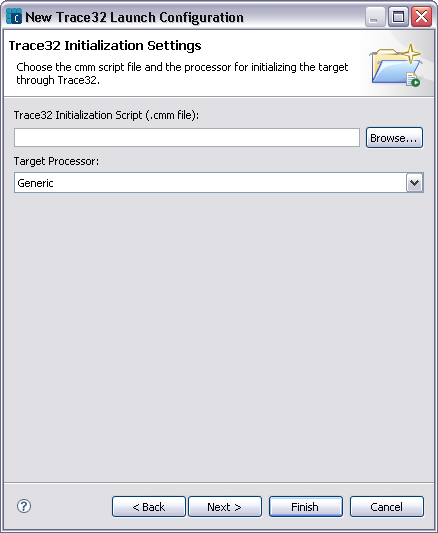 New Trace32 Launch Configuration
Trace32 Initialization Settings
Choose the cmm script file and the processor for initializing the target
through Trace32.
Trace32 Initialization Script (.cmm file):
Browse...
Target Processor:
Generic
?
< Back
Next >
Finish
Cancel